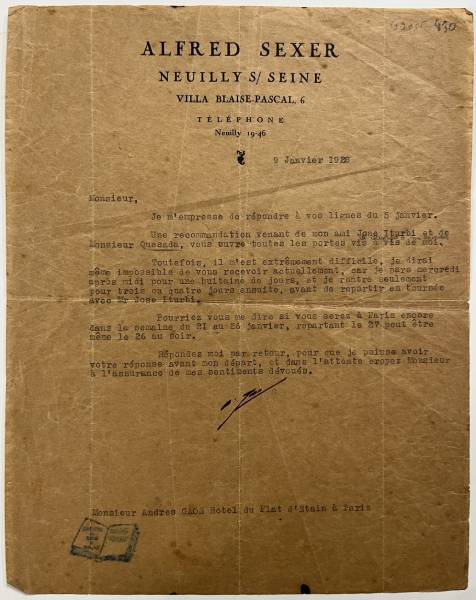 ALFRED SEXER
NEUILLY S/ SEINE
VILLA BLAISE-PASCAL, 6
TÉLÉPHONE
Neuilly 19-46
9 Janvier 1928
Monsieur,
Je m'empresse de répondre à vos lignes du 5 janvier.
Une recommandation venant de mon ami Jose Iturbi et de
Monsieur Quesada, vous ouvre toutes les portes vis à vis de moi.
Toutefois, il m'est extrêmement difficile, je dirai
même impossible de vous recevoir actuellement, car je pars mercredi
après midi pour une huitaine de jours, et je rentre seulement
pour trois ou quatre jours ensuite, avant de repartir en tournée
avec Mr Jose Iturbi.
Pourriez vous me dire si vous serez à Paris encore
dans la semaine du 21 au 26 janvier, repartant le 27 peut être
même le 26 au soir.
Répondez moi par retour, pour que je puisse avoir
votre réponse avant mon départ, et dans l'attente croyez Monsieur
à l'assurance de mes sentiments dévoués.
Monsieur Andres GAOS Hotel du Plat d'Etain à Paris